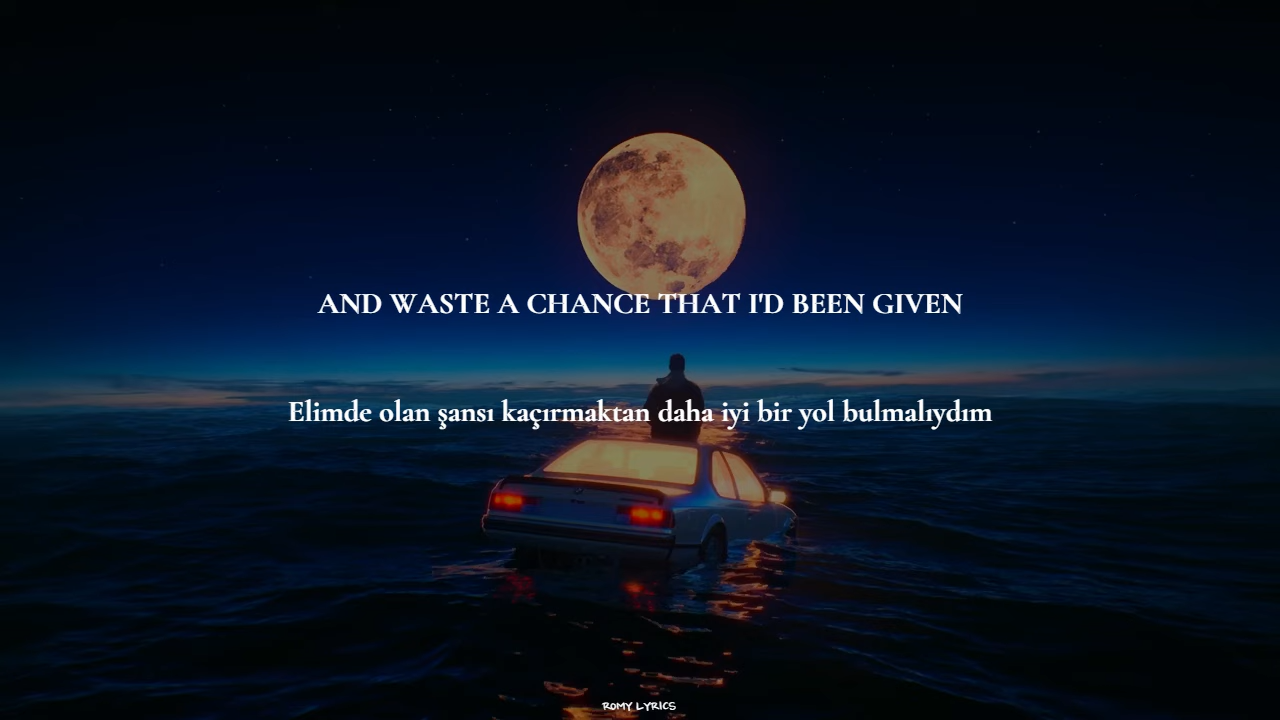 AND WASTE A CHANCE THAT I'D BEEN GIVEN
Elimde olan şansı kaçırmaktan daha iyi bir yol bulmalıydım
ROMY LYRICS